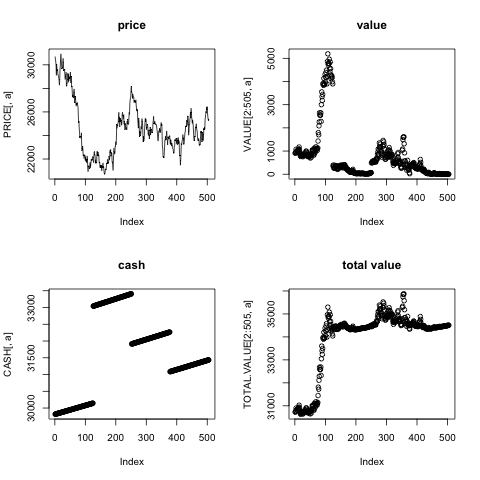 price
PRICE[, a]
30000
26000
22000
0 100 200 300 400 500
Index
value
VALUE[2:505, a]
5000
3000
1000
0
0 100 200 300 400 500
Index
cash
CASH[, a]
33000
31500
30000
0 100 200 300 400 500
Index
total value
TOTAL.VALUE[2:505, a]
35000
33000
31000
0 100 200 300 400 500
Index